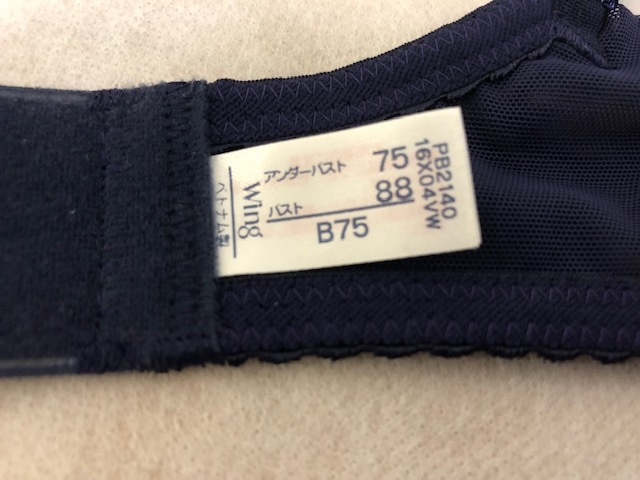 アンダーバスト 75
バスト 88
B75
Wing
ベトナム製
PB2140
16X04VW